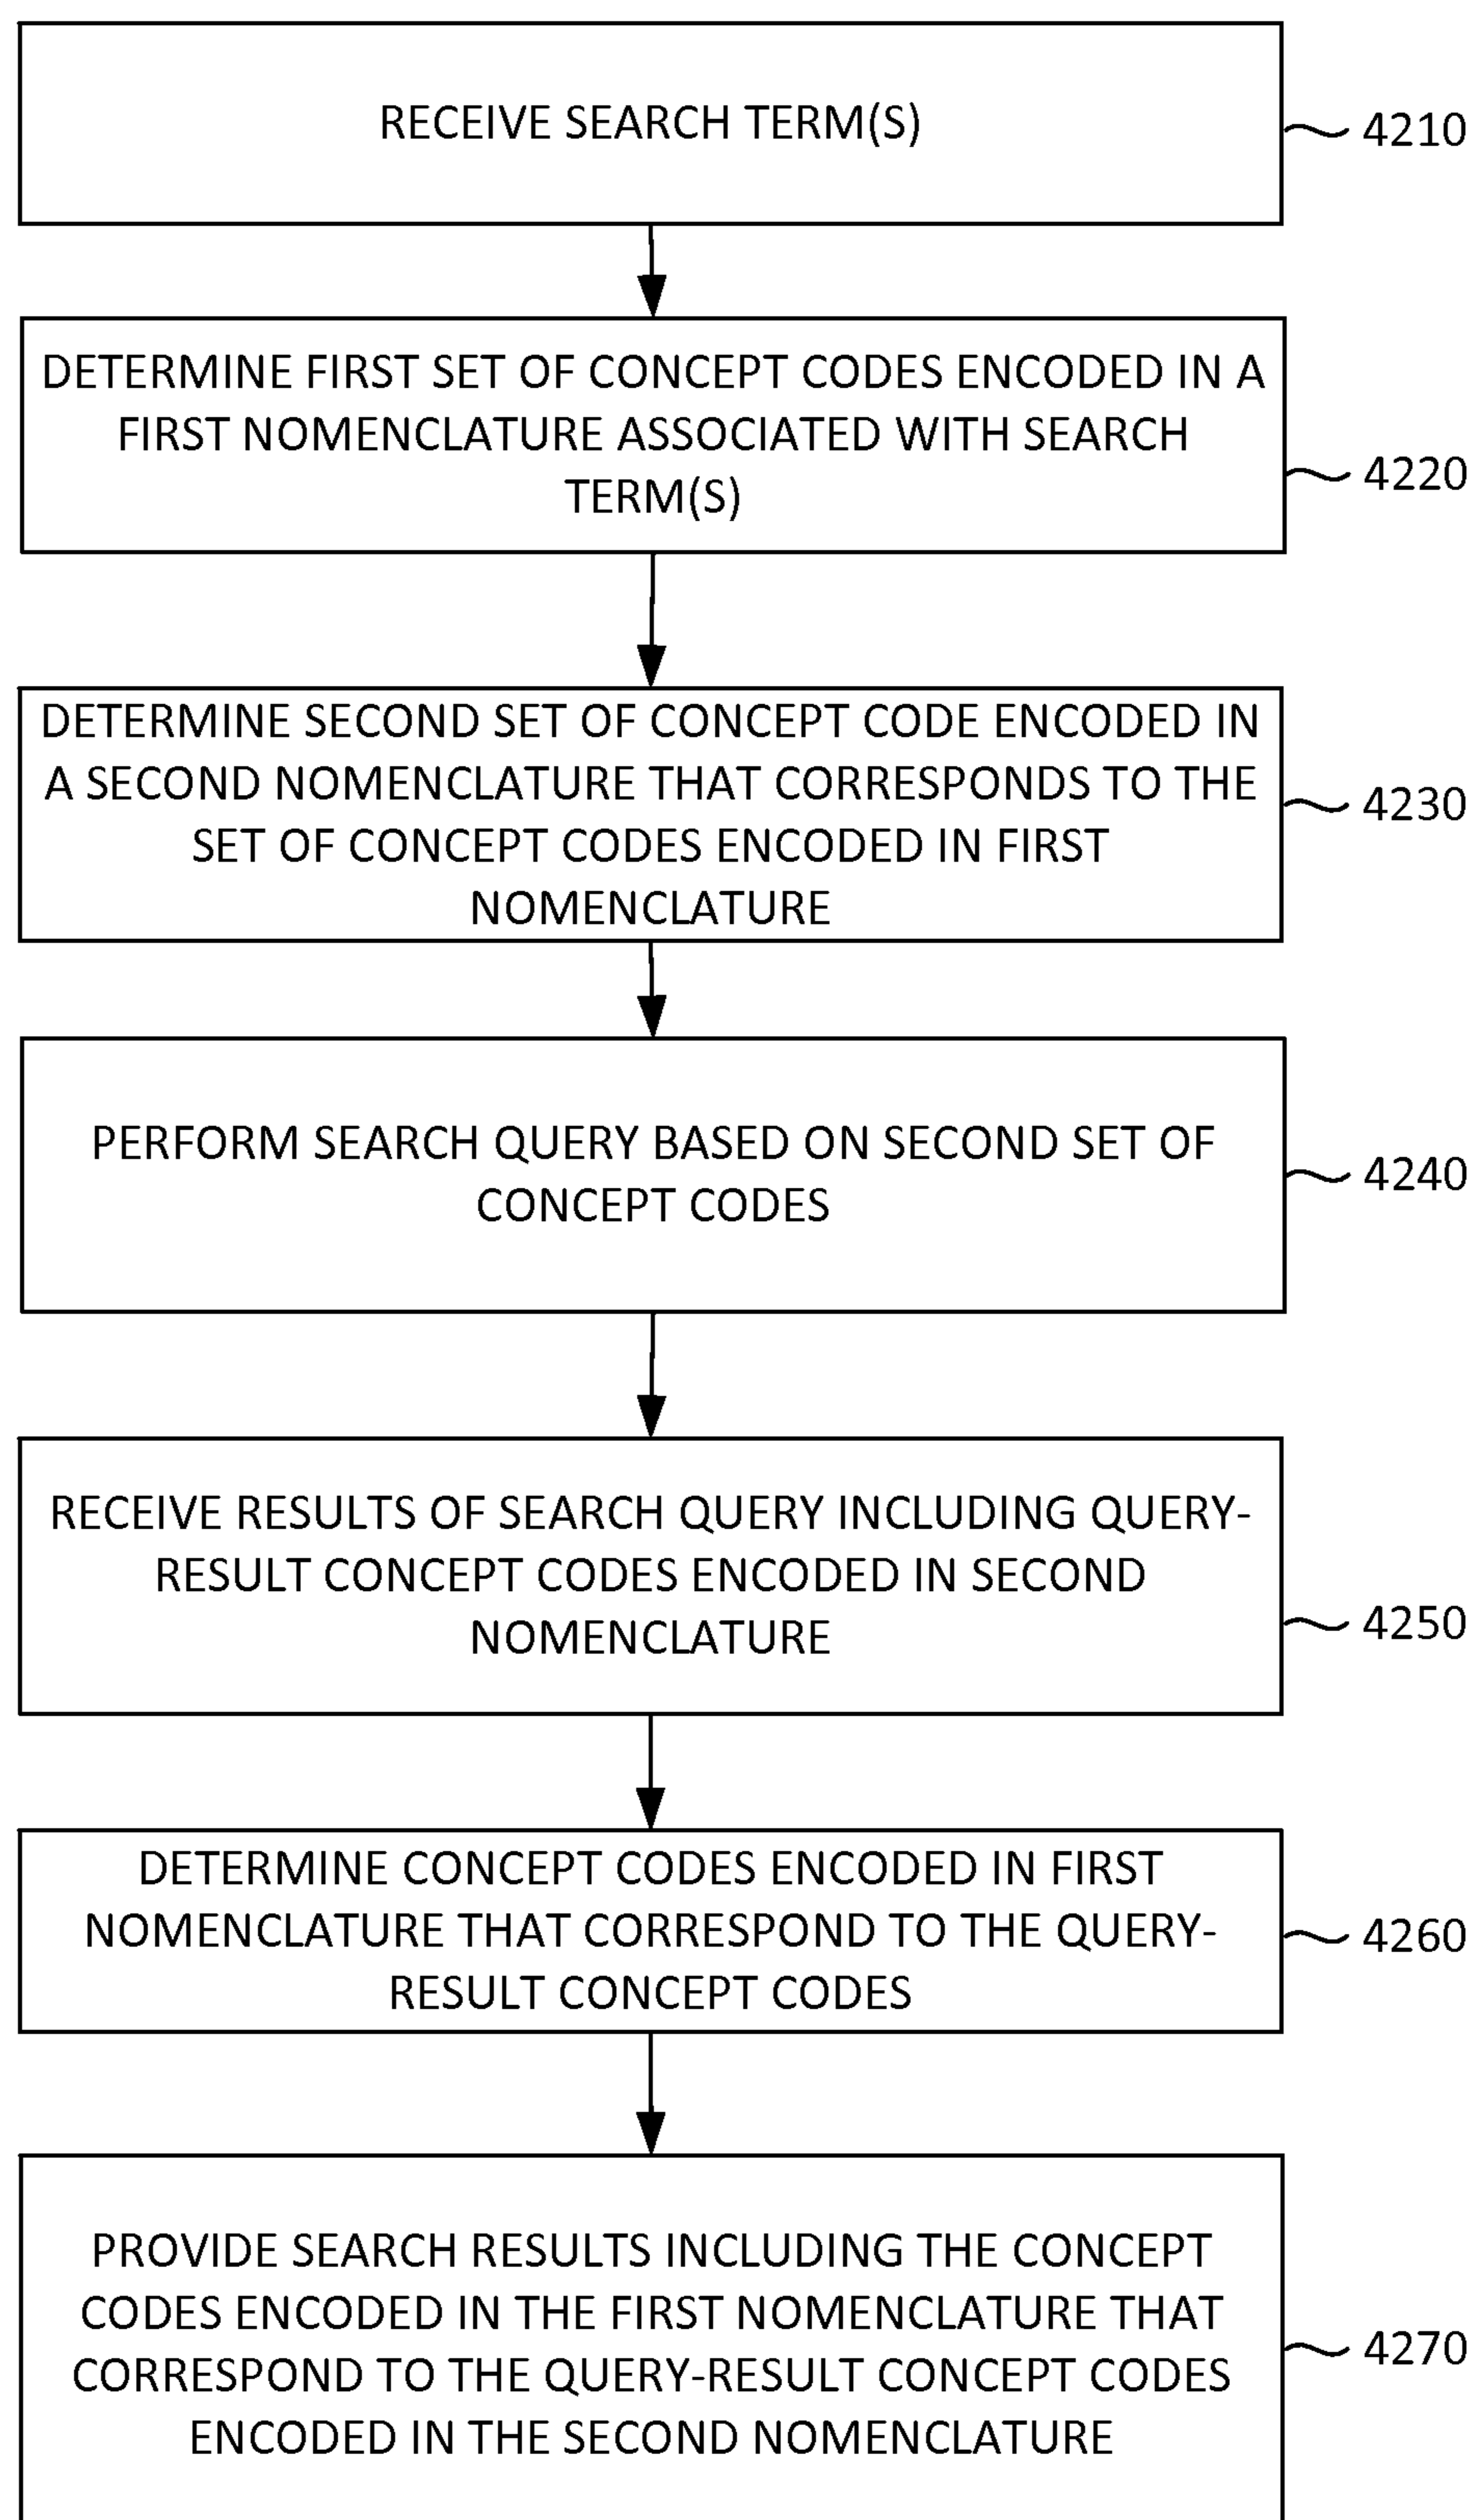 RECEIVE SEARCH TERM(S)
4210
DETERMINE FIRST SET OF CONCEPT CODES ENCODED IN A
FIRST NOMENCLATURE ASSOCIATED WITH SEARCH
TERM(S)
4220
DETERMINE SECOND SET OF CONCEPT CODE ENCODED IN
A SECOND NOMENCLATURE THAT CORRESPONDS TO THE
SET OF CONCEPT CODES ENCODED IN FIRST
NOMENCLATURE
4230
PERFORM SEARCH QUERY BASED ON SECOND SET OF
CONCEPT CODES
4240
RECEIVE RESULTS OF SEARCH QUERY INCLUDING QUERY-
RESULT CONCEPT CODES ENCODED IN SECOND
NOMENCLATURE
4250
DETERMINE CONCEPT CODES ENCODED IN FIRST
NOMENCLATURE THAT CORRESPOND TO THE QUERY-
RESULT CONCEPT CODES
4260
PROVIDE SEARCH RESULTS INCLUDING THE CONCEPT
CODES ENCODED IN THE FIRST NOMENCLATURE THAT
CORRESPOND TO THE QUERY-RESULT CONCEPT CODES
ENCODED IN THE SECOND NOMENCLATURE
4270